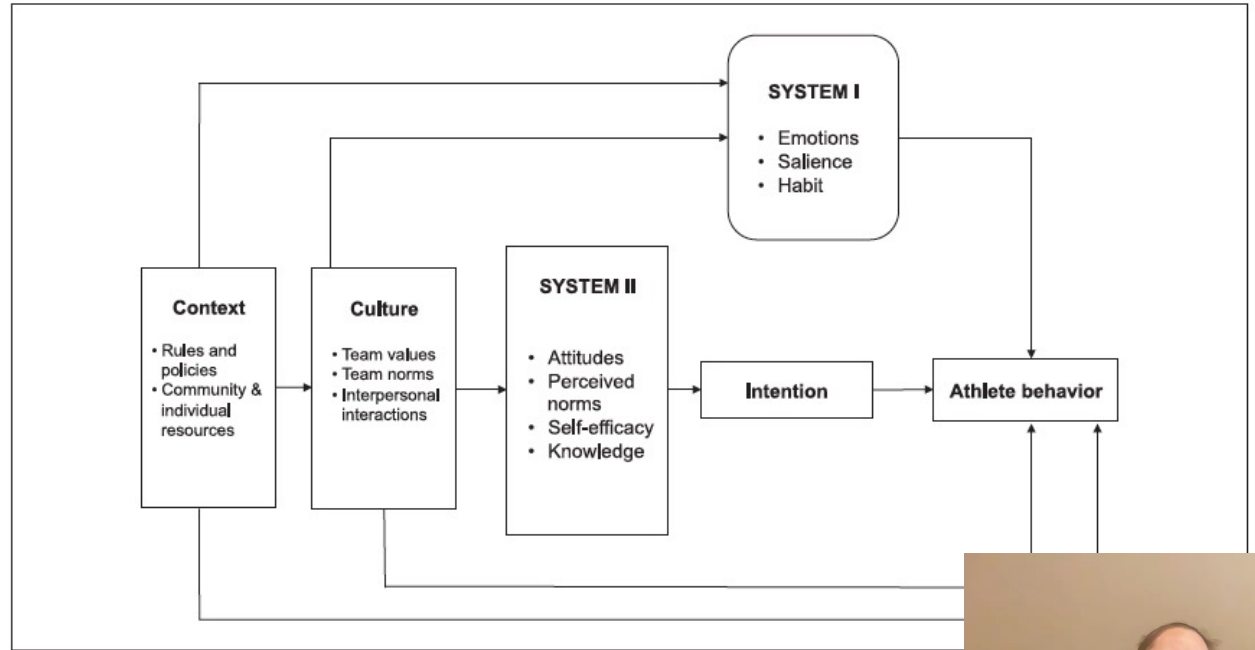 SYSTEM I
• Emotions
• Salience
• Habit
Context
• Rules and
policies
• Community &
individual
resources
Culture
• Team values
• Team norms
• Interpersonal
interactions
SYSTEM II
• Attitudes
• Perceived
norms
• Self-efficacy
• Knowledge
Intention
Athlete behavior